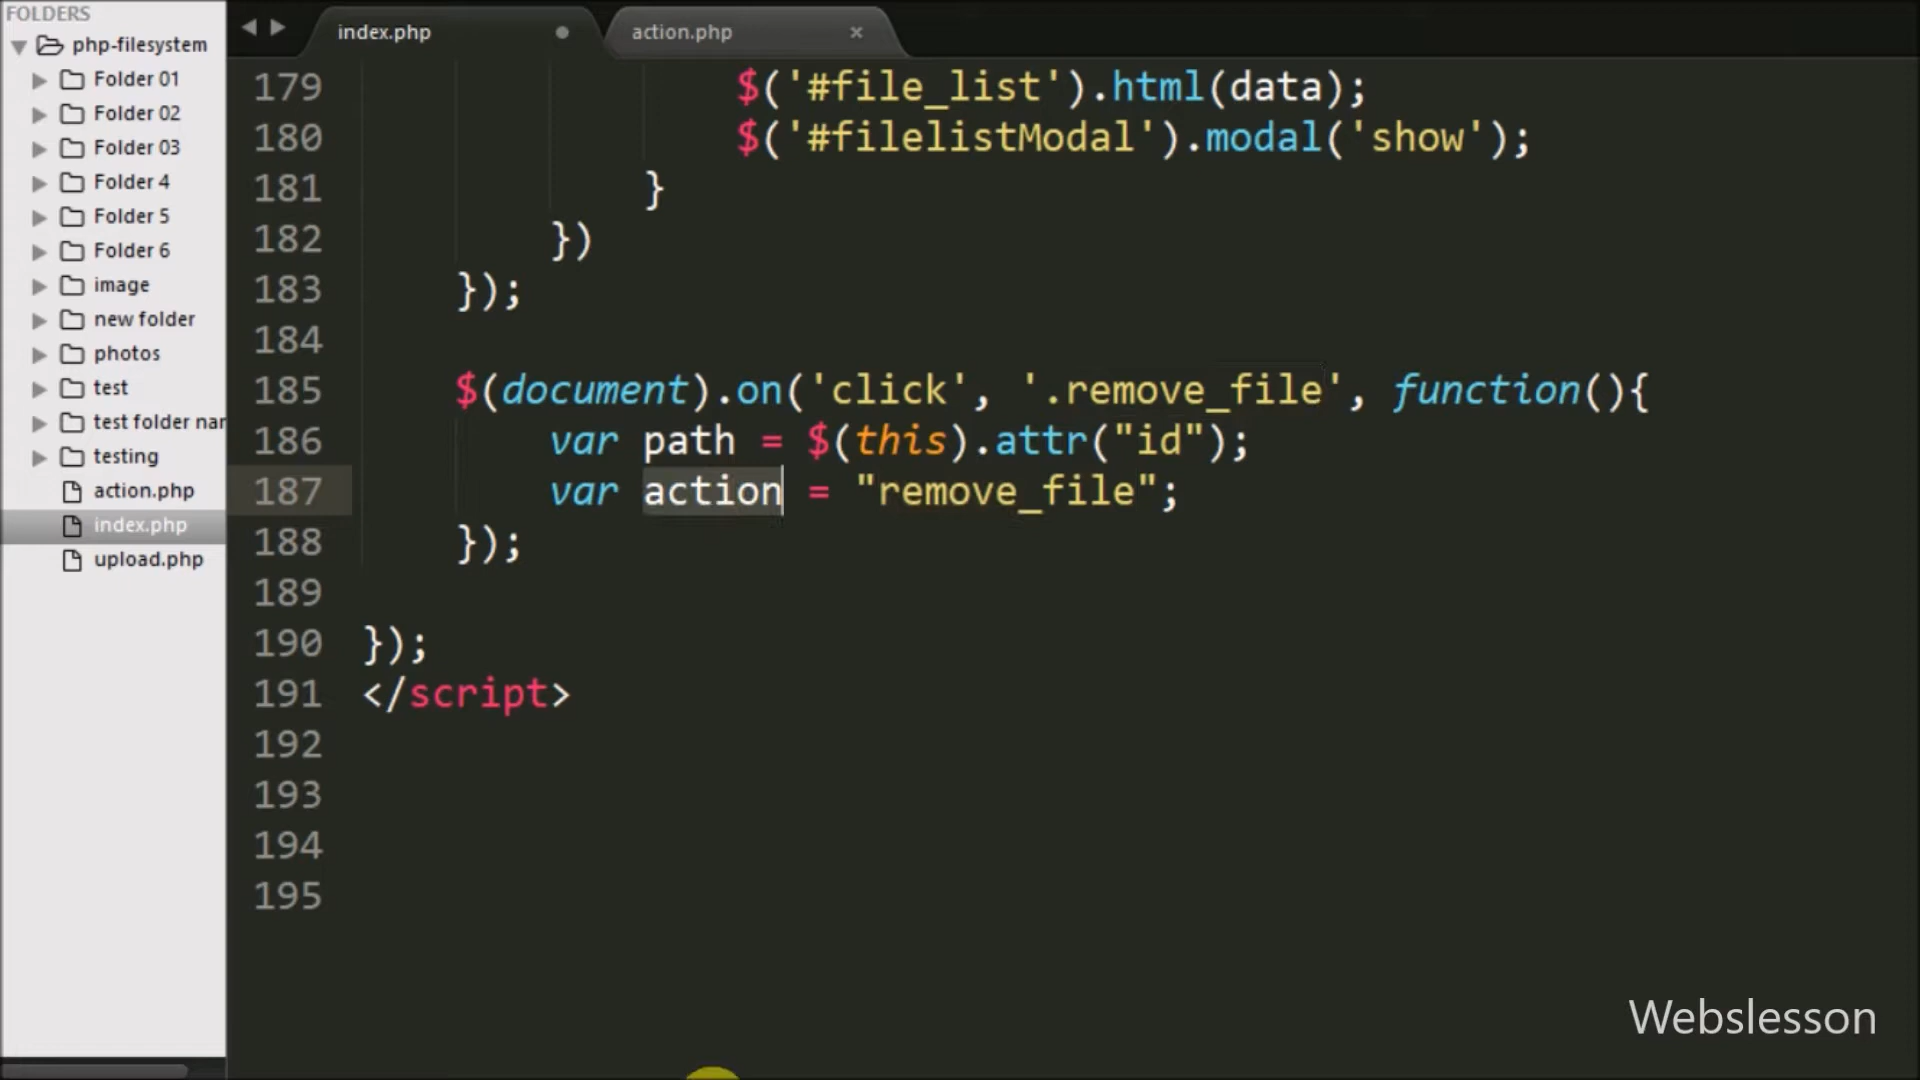 FOLDERS
php-filesystem
Folder 01
Folder 02
Folder 03
Folder 4
Folder 5
Folder 6
image
new folder
photos
test
test folder nar
testing
action.php
index.php
upload.php
index.php
action.php
179 $('#file_list').html(data);
180 $('#filelistModal').modal('show');
181 }
182 })
183 });
184
185 $(document).on('click', '.remove_file', function(){
186 var path = $(this).attr("id");
187 var action = "remove_file";
188 });
189
190 });
191 </script>
192
193
194
195
Webslesson